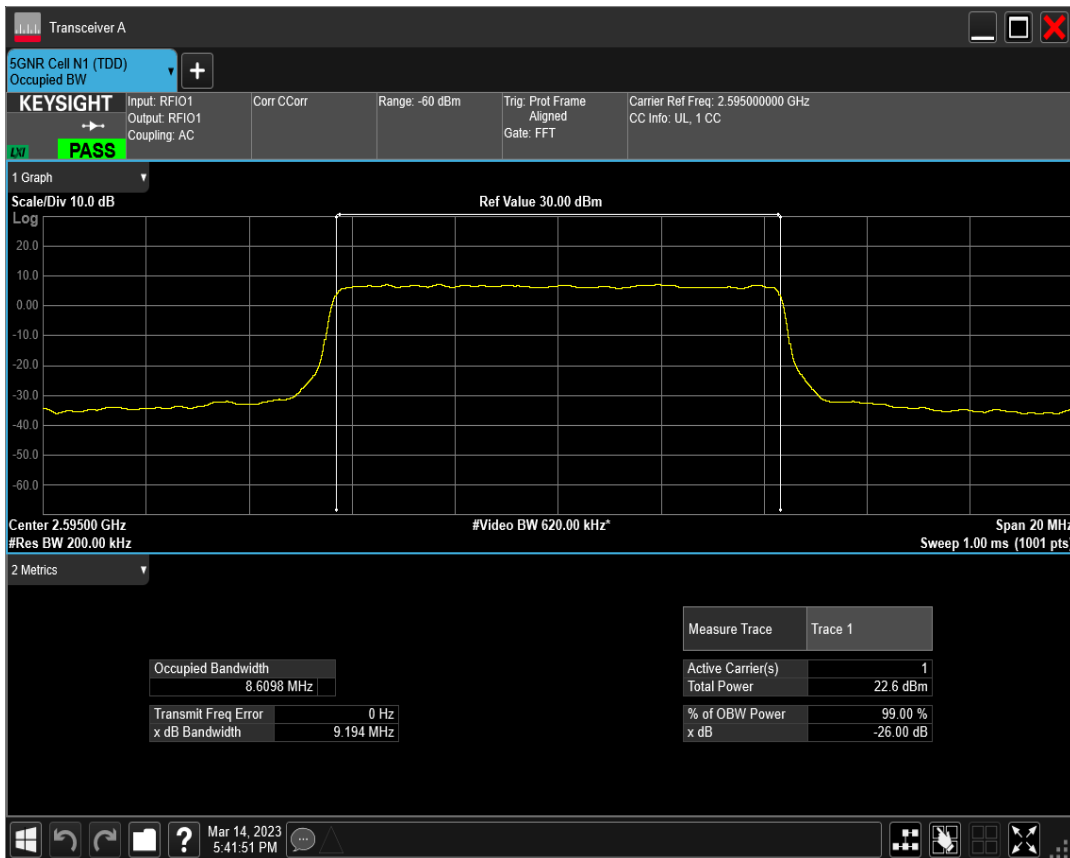 Transceiver A
5GNR Cell N1 (TDD)
Occupied BW
KEYSIGHT
LXI
PASS
Input: RFIO1
Output: RFIO1
Coupling: AC
Corr CCorr
Range: -60 dBm
Trig: Prot Frame
Aligned
Gate: FFT
Carrier Ref Freq: 2.595000000 GHz
CC Info: UL, 1 CC
1 Graph
Scale/Div 10.0 dB
Ref Value 30.00 dBm
Log
20.0
10.0
0.00
-10.0
-20.0
-30.0
-40.0
-50.0
-60.0
Center 2.59500 GHz
#Video BW 620.00 kHz*
Span 20 MHz
#Res BW 200.00 kHz
Sweep 1.00 ms (1001 pts)
2 Metrics
Measure Trace Trace 1
Occupied Bandwidth
8.6098 MHz
Active Carrier(s) 1
Total Power 22.6 dBm
Transmit Freq Error 0 Hz
x dB Bandwidth 9.194 MHz
% of OBW Power 99.00 %
x dB -26.00 dB
?
Mar 14, 2023
5:41:51 PM